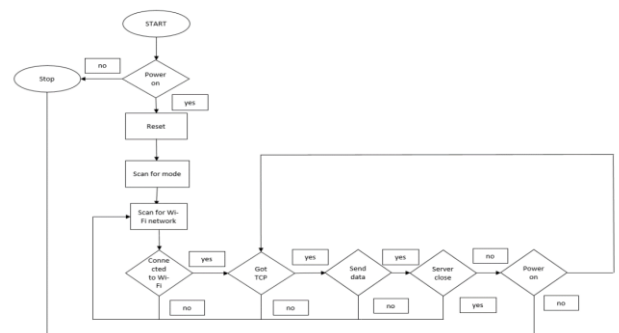 START
no
Stop
Power
on
yes
Reset
Scan for mode
Scan for Wi-
Fi network
Conne
cted
to Wi-
Fi
yes
Got
TCP
yes
Send
data
yes
Server
close
no
Power
on
no
no
no
yes
no